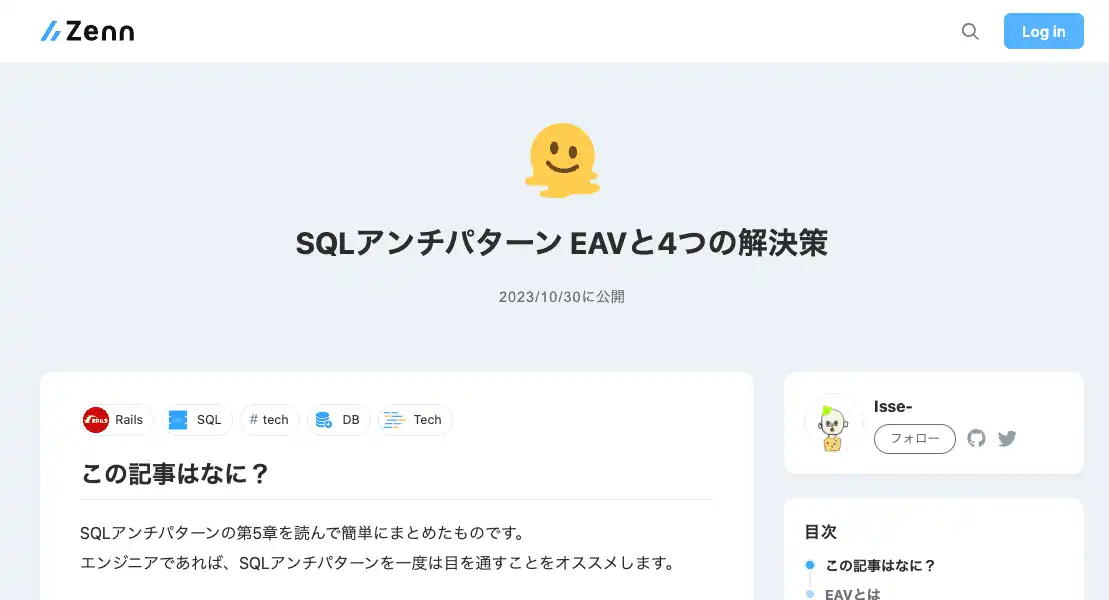 Zenn
Log in
SQLアンチパターン EAVと4つの解決策
2023/10/30に公開
Rails
SQL
# tech
DB
Tech
この記事はなに？
SQLアンチパターンの第5章を読んで簡単にまとめたものです。
エンジニアであれば、SQLアンチパターンを一度は目を通すことをオススメします。
Isse-
フォロー
目次
この記事はなに？
EAVとは